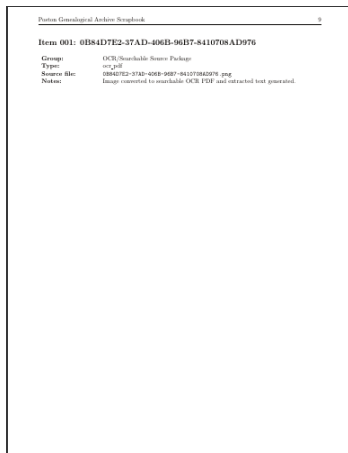 Poston Genealogical Archive Scrapbook 9
Item 001: 0B84D7E2-37AD-406B-96B7-8410708AD976
Group: OCR/Searchable Source Package
Type: ocr_pdf
Source file: 0B84D7E2-37AD-406B-96B7-8410708AD976.png
Notes: Image converted to searchable OCR PDF and extracted text generated.